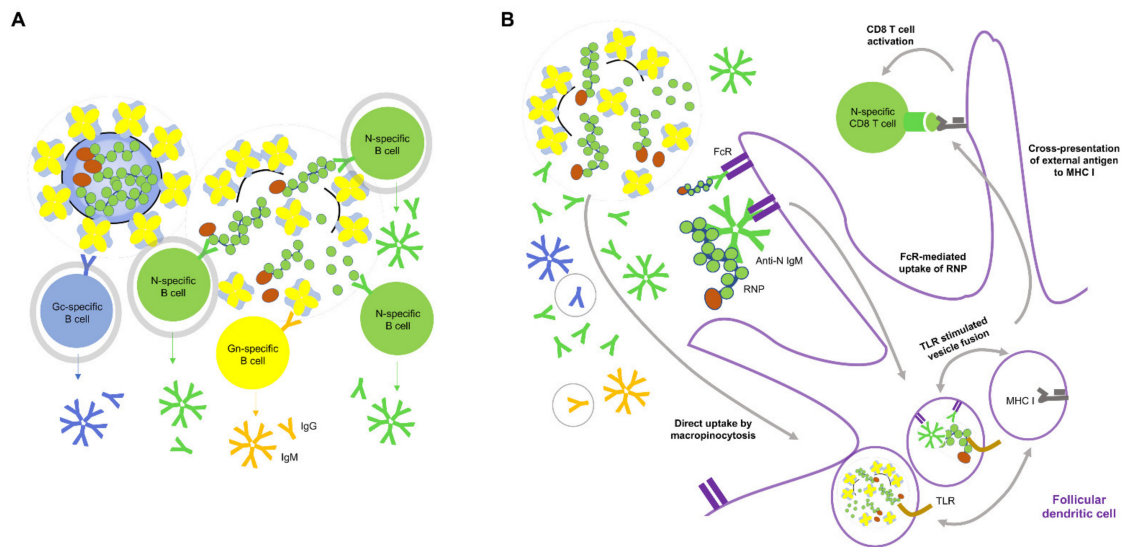 A
N-specific
B cell
N-specific
B cell
Gc-specific
B cell
N-specific
B cell
Gn-specific
B cell
IgG
IgM
B
CD8 T cell
activation
N-specific
CD8 T cell
FcR
Cross-presentation
of external antigen
to MHC I
Anti-N IgM
FcR-mediated
uptake of RNP
RNP
TLR stimulated
vesicle fusion
MHC I
Direct uptake by
macropinocytosis
TLR
Follicular
dendritic cell